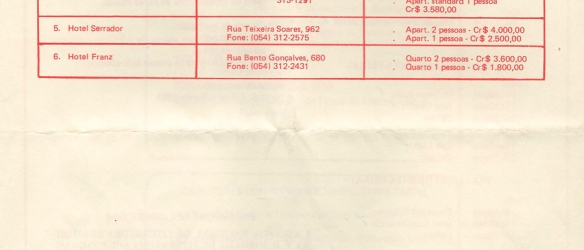 313-1291
. Apart. standard 1 pessoa
Cr$ 3.580,00
5. Hotel Serrador
Rua Teixeira Soares, 962
Fone: (054) 312-2575
. Apart. 2 pessoas - Cr$ 4.000,00
. Apart. 1 pessoa - Cr$ 2.500,00
6. Hotel Franz
Rua Bento Gonçalves, 680
Fone: (054) 312-2431
. Quarto 2 pessoas - Cr$ 3.600,00
. Quarto 1 pessoa - Cr$ 1.800,00